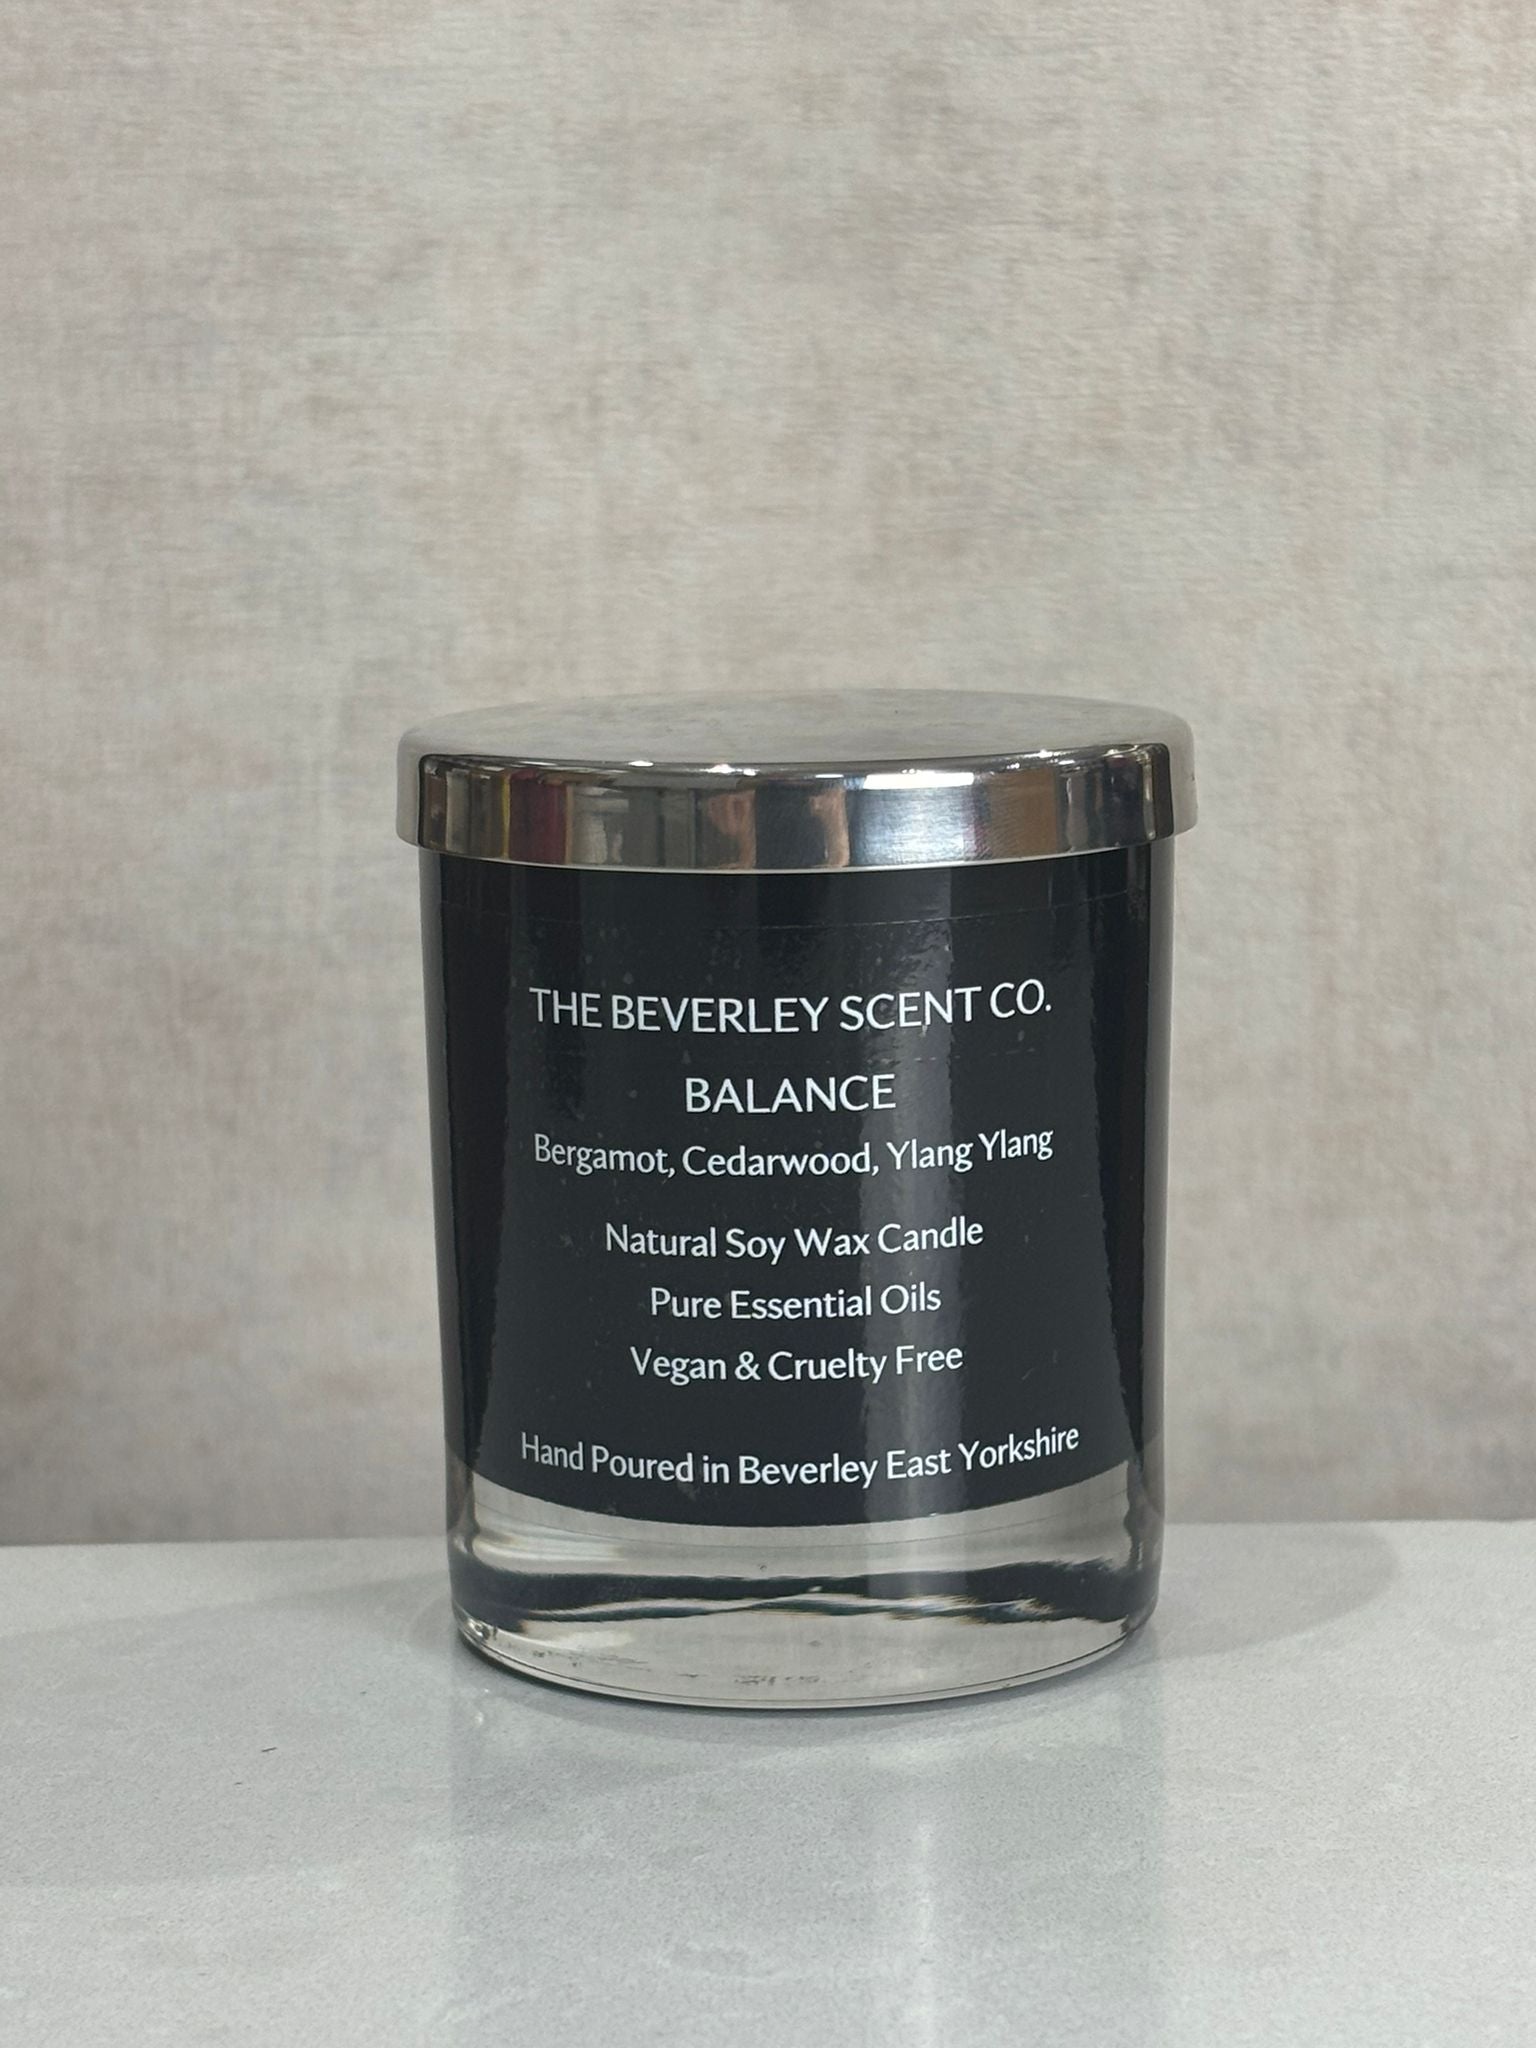 THE BEVERLEY SCENT CO.
BALANCE
Bergamot, Cedarwood, Ylang Ylang
Natural Soy Wax Candle
Pure Essential Oils
Vegan & Cruelty Free
Hand Poured in Beverley East Yorkshire